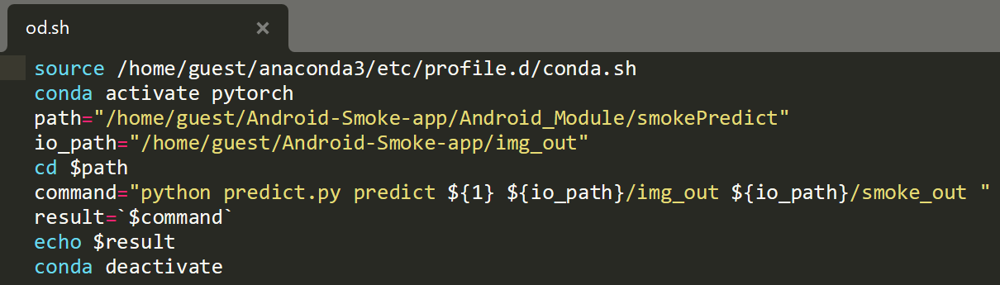 od.sh ×
source /home/guest/anaconda3/etc/profile.d/conda.sh
conda activate pytorch
path="/home/guest/Android-Smoke-app/Android_Module/smokePredict"
io_path="/home/guest/Android-Smoke-app/img_out"
cd $path
command="python predict.py predict ${1} ${io_path}/img_out ${io_path}/smoke_out "
result=`$command`
echo $result
conda deactivate